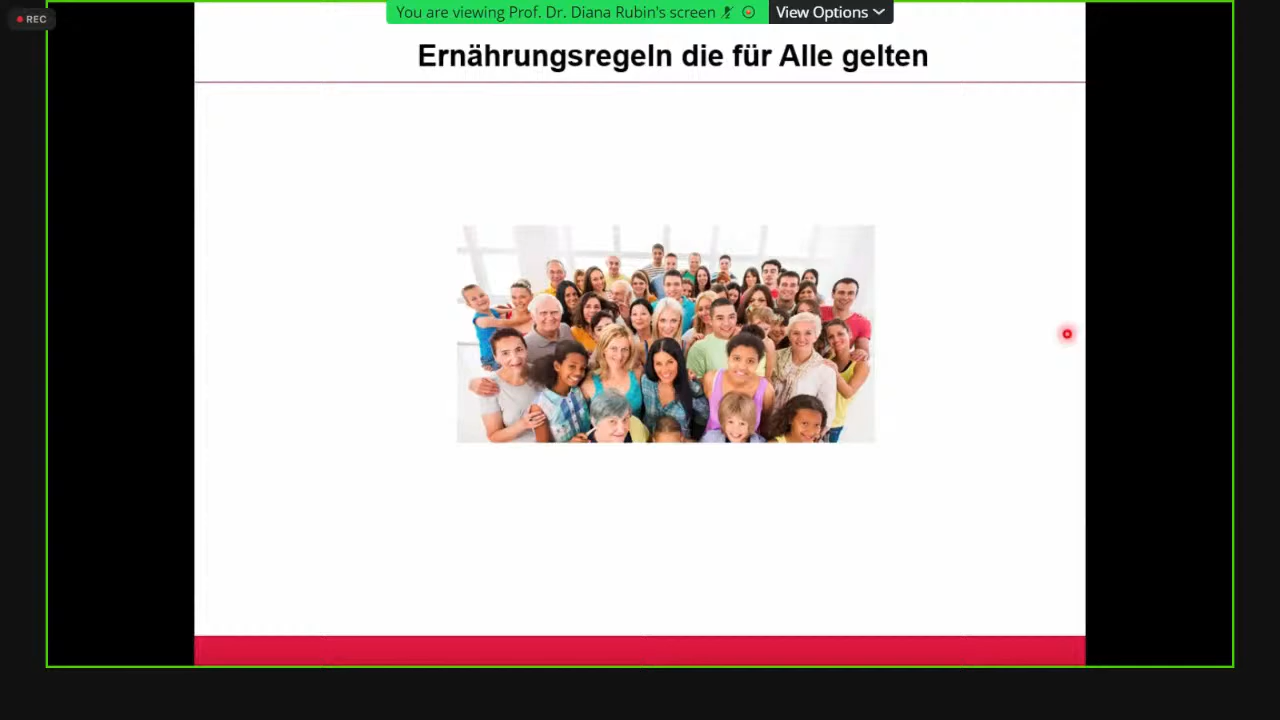 REC
You are viewing Prof. Dr. Diana Rubin's screen
View Options
Ernährungsregeln die für Alle gelten